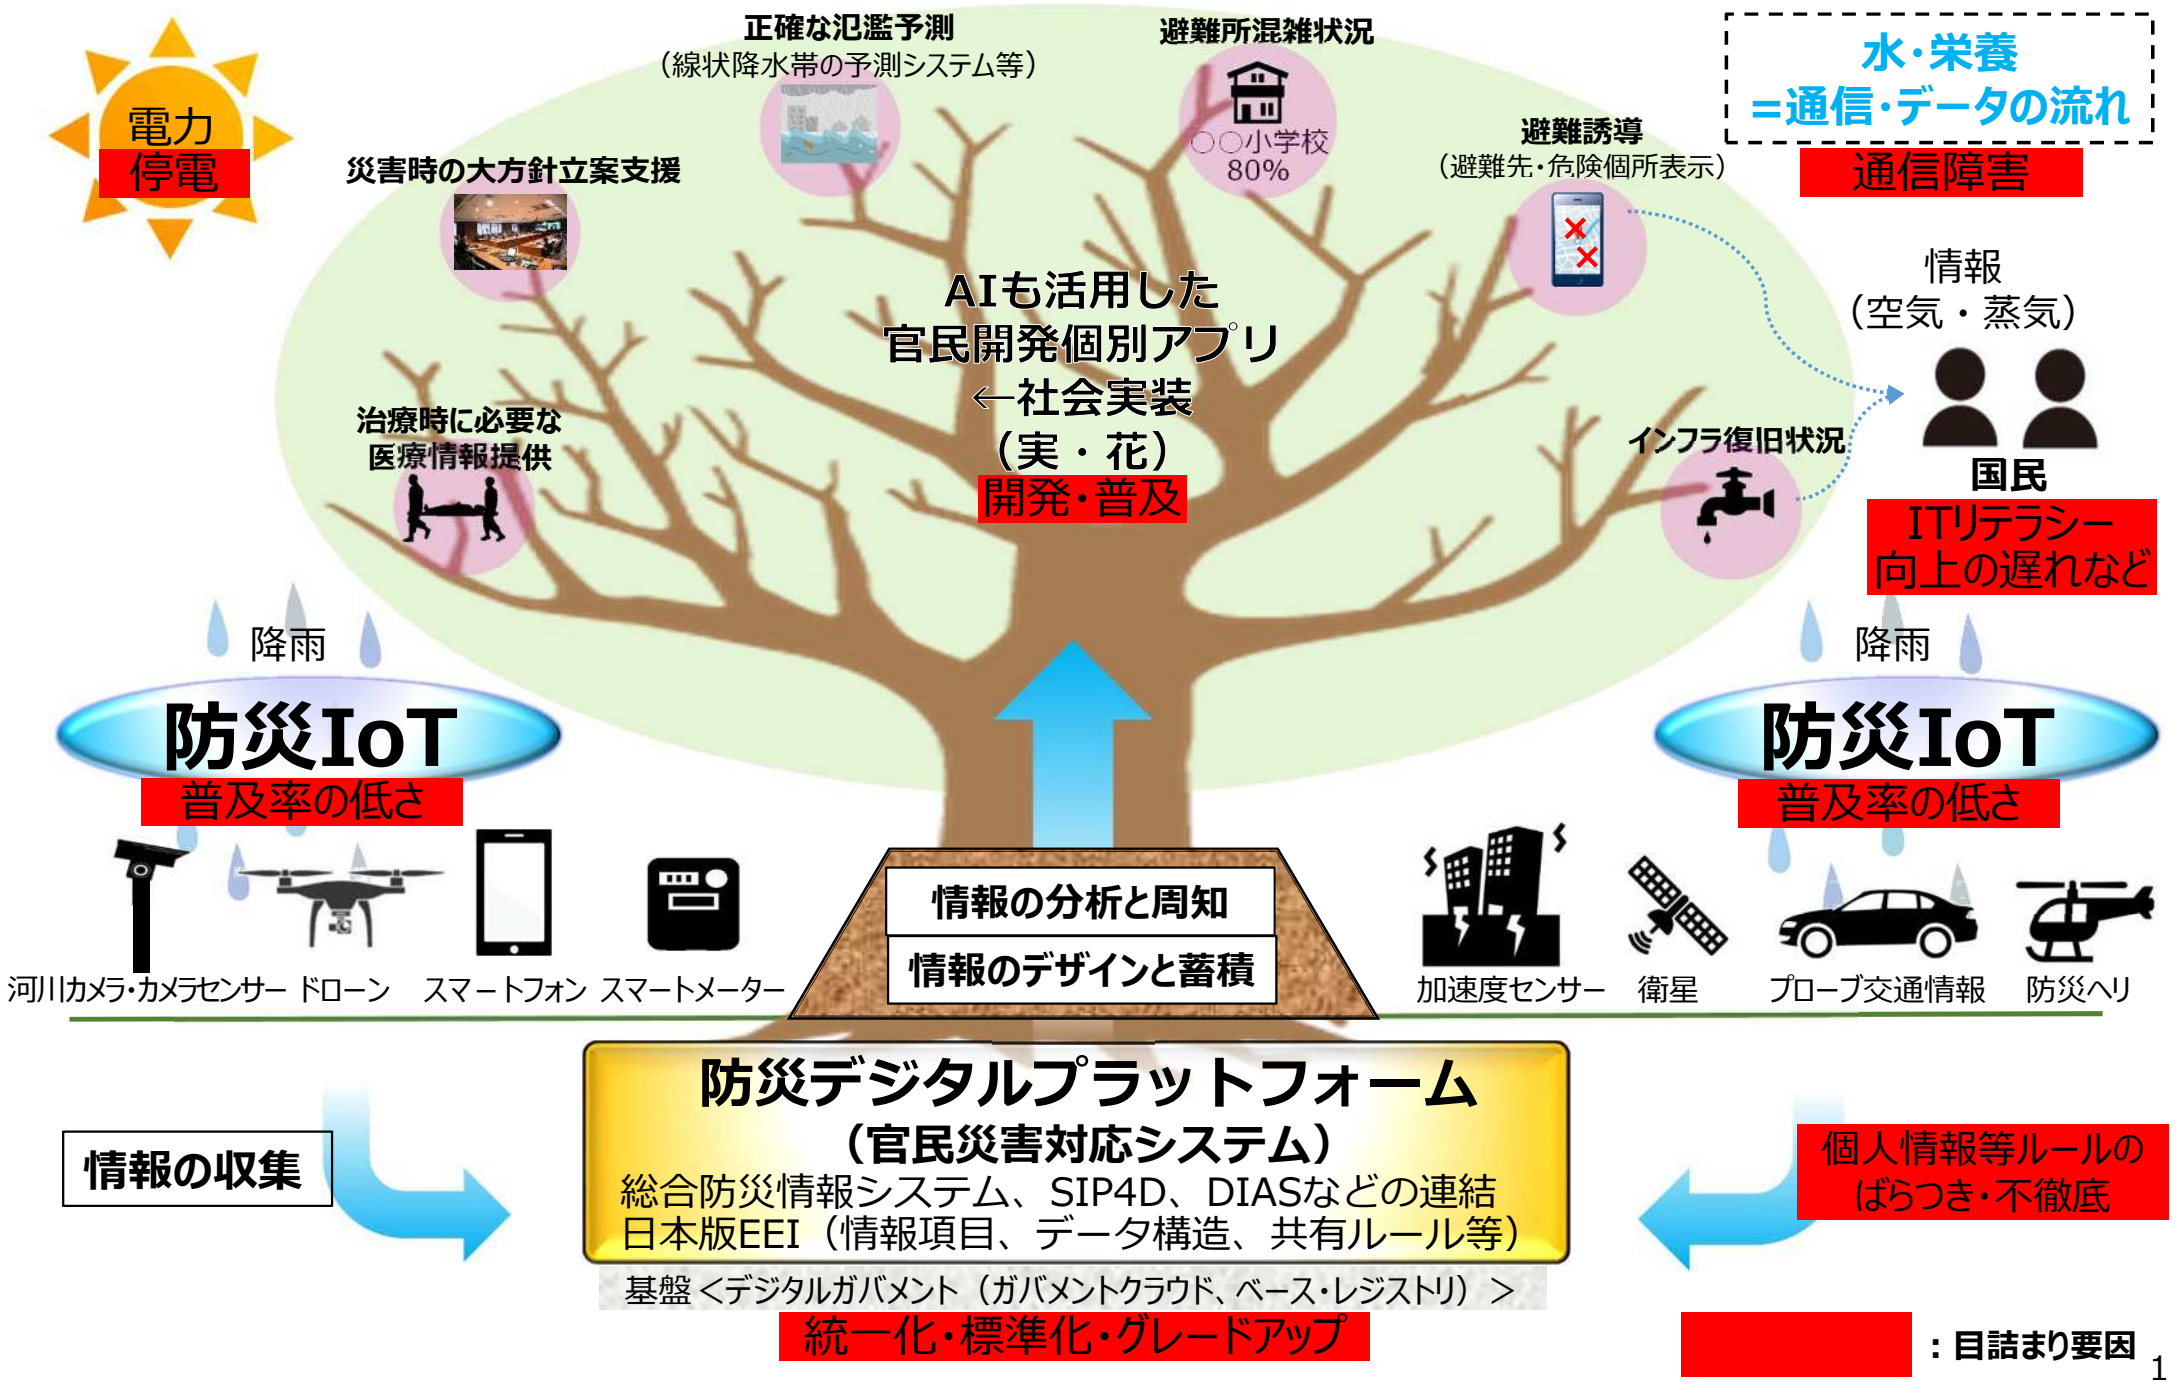 正確な氾濫予測
（線状降水帯の予測システム等）
避難所混雑状況
水・栄養
=通信・データの流れ
電力
停電
災害時の大方針立案支援
○○小学校
80%
避難誘導
（避難先・危険個所表示）
通信障害
情報
（空気・蒸気）
AIも活用した
官民開発個別アプリ
←社会実装
（実・花）
開発・普及
治療時に必要な
医療情報提供
インフラ復旧状況
国民
ITリテラシー
向上の遅れなど
降雨
降雨
防災IoT
普及率の低さ
防災IoT
普及率の低さ
情報の分析と周知
情報のデザインと蓄積
河川カメラ・カメラセンサー
ドローン
スマートフォン
スマートメーター
加速度センサー
衛星
プローブ交通情報
防災ヘリ
防災デジタルプラットフォーム
（官民災害対応システム）
総合防災情報システム、SIP4D、DIASなどの連結
日本版EEI（情報項目、データ構造、共有ルール等）
情報の収集
個人情報等ルールの
ばらつき・不徹底
基盤＜デジタルガバメント（ガバメントクラウド、ベース・レジストリ）＞
統一化・標準化・グレードアップ
：目詰まり要因
1